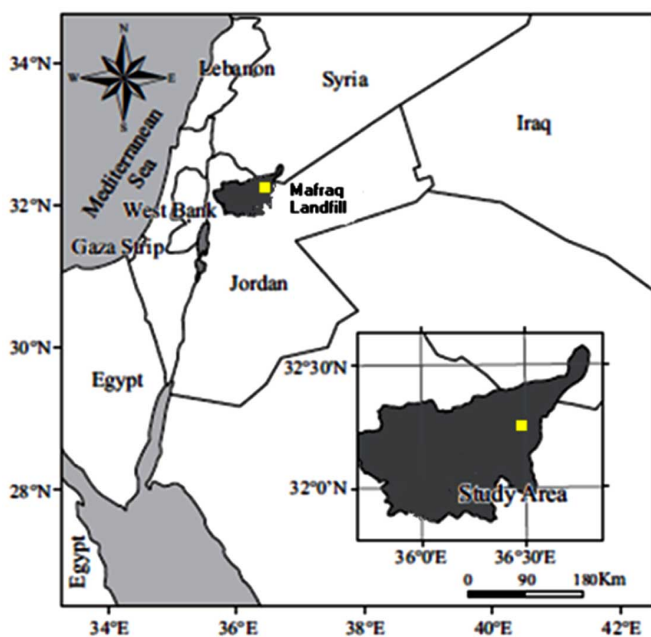 34°N
32°N
30°N
28°N
34°E
36°E
38°E
40°E
42°E
N
W
E
S
Lebanon
Syria
Iraq
Mediterranean
Sea
Mafraq
Landfill
West Bank
Gaza Strip
Jordan
Egypt
Egypt
32°30'N
32°0'N
Study Area
36°0'E
36°30'E
0 90 180Km